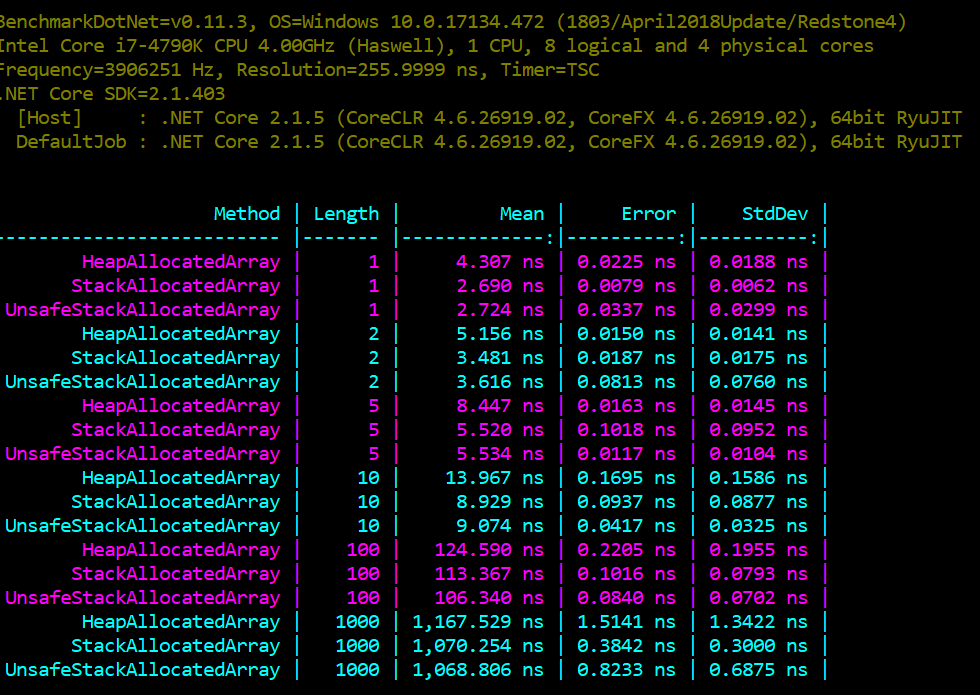 BenchmarkDotNet=v0.11.3, OS=Windows 10.0.17134.472 (1803/April2018Update/Redstone4)
Intel Core i7-4790K CPU 4.00GHz (Haswell), 1 CPU, 8 logical and 4 physical cores
Frequency=3906251 Hz, Resolution=255.9999 ns, Timer=TSC
.NET Core SDK=2.1.403
  [Host]     : .NET Core 2.1.5 (CoreCLR 4.6.26919.02, CoreFX 4.6.26919.02), 64bit RyuJIT
  DefaultJob : .NET Core 2.1.5 (CoreCLR 4.6.26919.02, CoreFX 4.6.26919.02), 64bit RyuJIT
                    Method | Length |         Mean |     Error |    StdDev |
-------------------------- |------- |-------------:|----------:|----------:|
        HeapAllocatedArray |      1 |     4.307 ns | 0.0225 ns | 0.0188 ns |
       StackAllocatedArray |      1 |     2.690 ns | 0.0079 ns | 0.0062 ns |
 UnsafeStackAllocatedArray |      1 |     2.724 ns | 0.0337 ns | 0.0299 ns |
        HeapAllocatedArray |      2 |     5.156 ns | 0.0150 ns | 0.0141 ns |
       StackAllocatedArray |      2 |     3.481 ns | 0.0187 ns | 0.0175 ns |
 UnsafeStackAllocatedArray |      2 |     3.616 ns | 0.0813 ns | 0.0760 ns |
        HeapAllocatedArray |      5 |     8.447 ns | 0.0163 ns | 0.0145 ns |
       StackAllocatedArray |      5 |     5.520 ns | 0.1018 ns | 0.0952 ns |
 UnsafeStackAllocatedArray |      5 |     5.534 ns | 0.0117 ns | 0.0104 ns |
        HeapAllocatedArray |     10 |    13.967 ns | 0.1695 ns | 0.1586 ns |
       StackAllocatedArray |     10 |     8.929 ns | 0.0937 ns | 0.0877 ns |
 UnsafeStackAllocatedArray |     10 |     9.074 ns | 0.0417 ns | 0.0325 ns |
        HeapAllocatedArray |    100 |   124.590 ns | 0.2205 ns | 0.1955 ns |
       StackAllocatedArray |    100 |   113.367 ns | 0.1016 ns | 0.0793 ns |
 UnsafeStackAllocatedArray |    100 |   106.340 ns | 0.0840 ns | 0.0702 ns |
        HeapAllocatedArray |   1000 | 1,167.529 ns | 1.5141 ns | 1.3422 ns |
       StackAllocatedArray |   1000 | 1,070.254 ns | 0.3842 ns | 0.3000 ns |
 UnsafeStackAllocatedArray |   1000 | 1,068.806 ns | 0.8233 ns | 0.6875 ns |